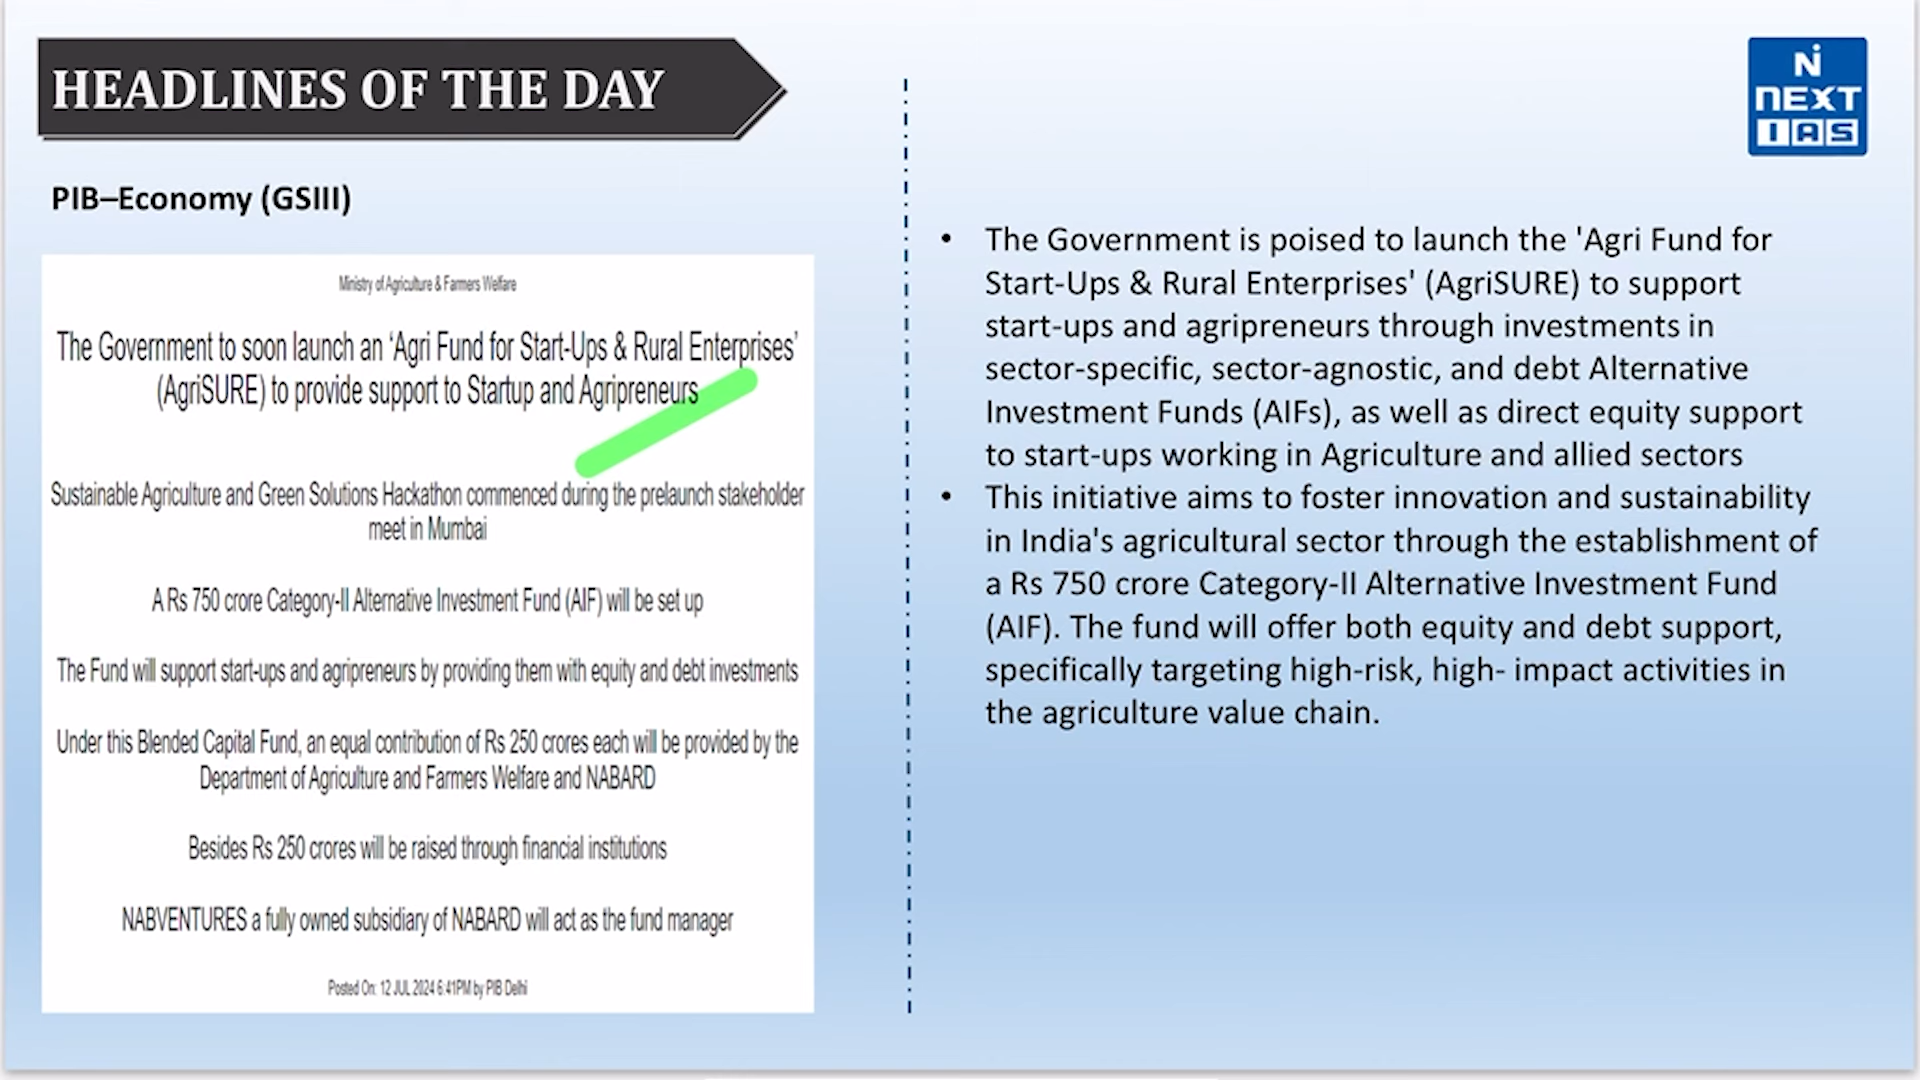 HEADLINES OF THE DAY
PIB–Economy (GSIII)
Ministry of Agriculture & Farmers Welfare
The Government to soon launch an ‘Agri Fund for Start-Ups & Rural Enterprises’
(AgriSURE) to provide support to Startup and Agripreneurs
Sustainable Agriculture and Green Solutions Hackathon commenced during the prelaunch stakeholder
meet in Mumbai
A Rs 750 crore Category-II Alternative Investment Fund (AIF) will be set up
The Fund will support start-ups and agripreneurs by providing them with equity and debt investments
Under this Blended Capital Fund, an equal contribution of Rs 250 crores each will be provided by the
Department of Agriculture and Farmers Welfare and NABARD
Besides Rs 250 crores will be raised through financial institutions
NABVENTURES a fully owned subsidiary of NABARD will act as the fund manager
Posted On: 12 JUL 2024 6:41PM by PIB Delhi
N
NEXT
IAS
• The Government is poised to launch the 'Agri Fund for
Start-Ups & Rural Enterprises' (AgriSURE) to support
start-ups and agripreneurs through investments in
sector-specific, sector-agnostic, and debt Alternative
Investment Funds (AIFs), as well as direct equity support
to start-ups working in Agriculture and allied sectors
• This initiative aims to foster innovation and sustainability
in India's agricultural sector through the establishment of
a Rs 750 crore Category-II Alternative Investment Fund
(AIF). The fund will offer both equity and debt support,
specifically targeting high-risk, high- impact activities in
the agriculture value chain.